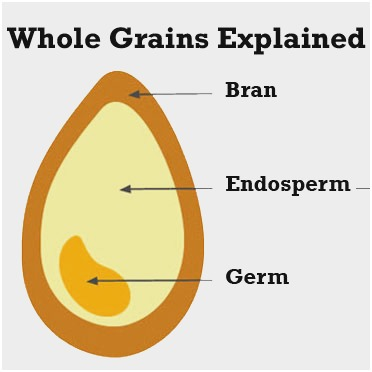 Whole Grains Explained
Bran
Endosperm
Germ